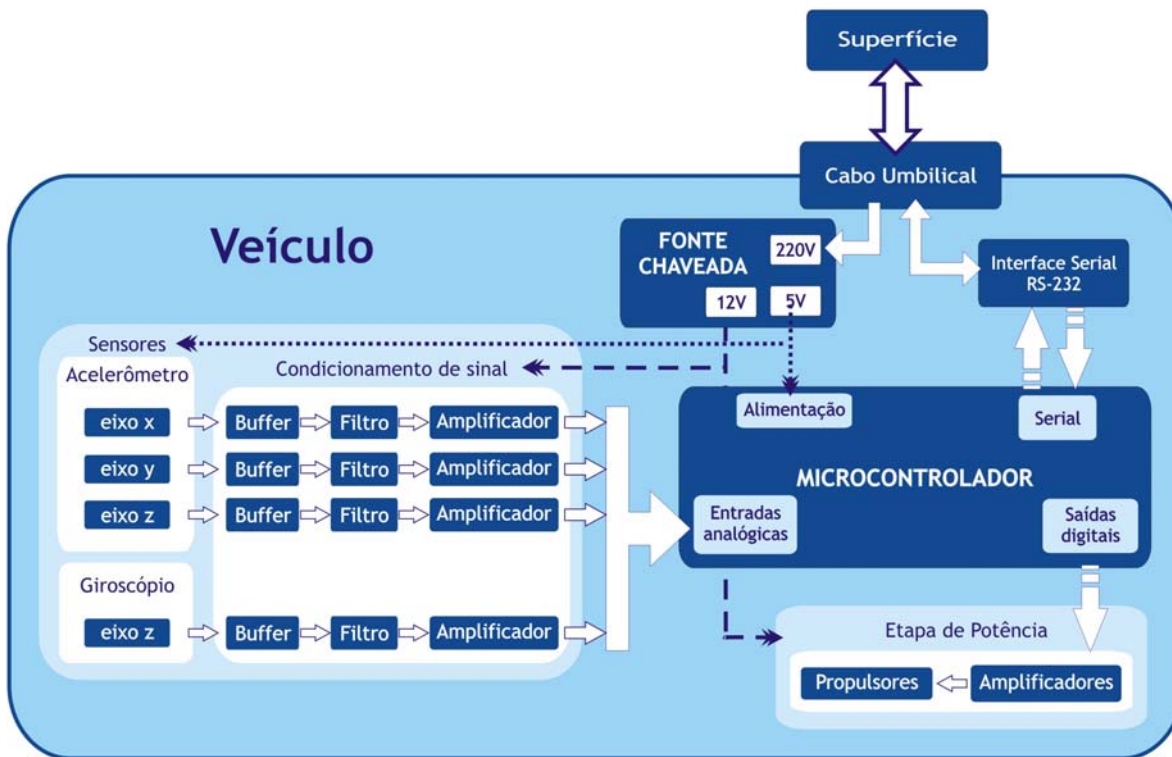 Superfície
Cabo Umbilical
Veículo
FONTE
CHAVEADA
220V
12V
5V
Interface Serial
RS-232
Sensores
Acelerômetro
Condicionamento de sinal
Alimentação
Serial
eixo x
Buffer
Filtro
Amplificador
eixo y
Buffer
Filtro
Amplificador
eixo z
Buffer
Filtro
Amplificador
MICROCONTROLADOR
Entradas
analógicas
Saídas
digitais
Giroscópio
eixo z
Buffer
Filtro
Amplificador
Etapa de Potência
Propulsores
Amplificadores